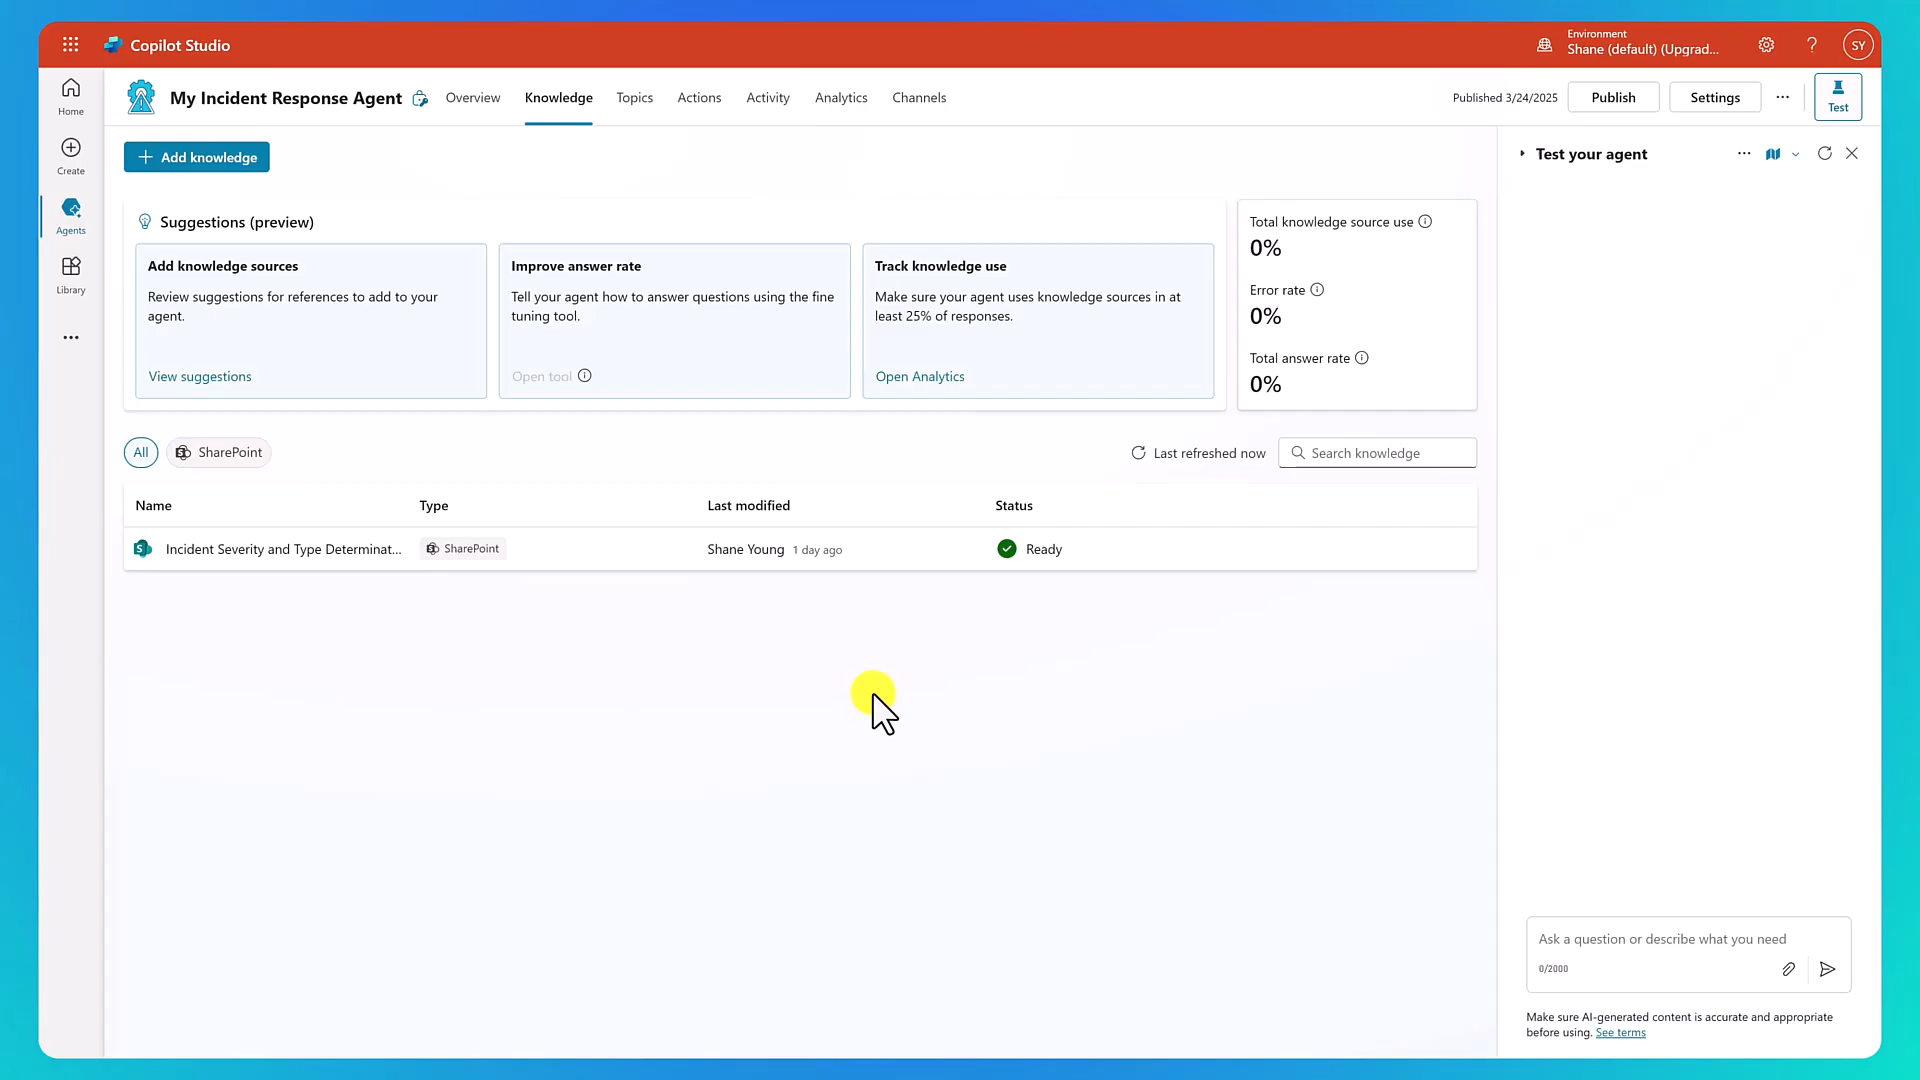 Copilot Studio
Environment
Shane (default) (Upgrad...
?
SY
Home
Create
Agents
Library
My Incident Response Agent
Overview
Knowledge
Topics
Actions
Activity
Analytics
Channels
Published 3/24/2025
Publish
Settings
Test
+ Add knowledge
Suggestions (preview)
Add knowledge sources
Review suggestions for references to add to your
agent.
View suggestions
Improve answer rate
Tell your agent how to answer questions using the fine
tuning tool.
Open tool
Track knowledge use
Make sure your agent uses knowledge sources in at
least 25% of responses.
Open Analytics
Total knowledge source use
0%
Error rate
0%
Total answer rate
0%
All
SharePoint
Last refreshed now
Search knowledge
Name Type Last modified Status
Incident Severity and Type Determinat... SharePoint Shane Young 1 day ago Ready
Test your agent
Ask a question or describe what you need
0/2000
Make sure AI-generated content is accurate and appropriate
before using. See terms